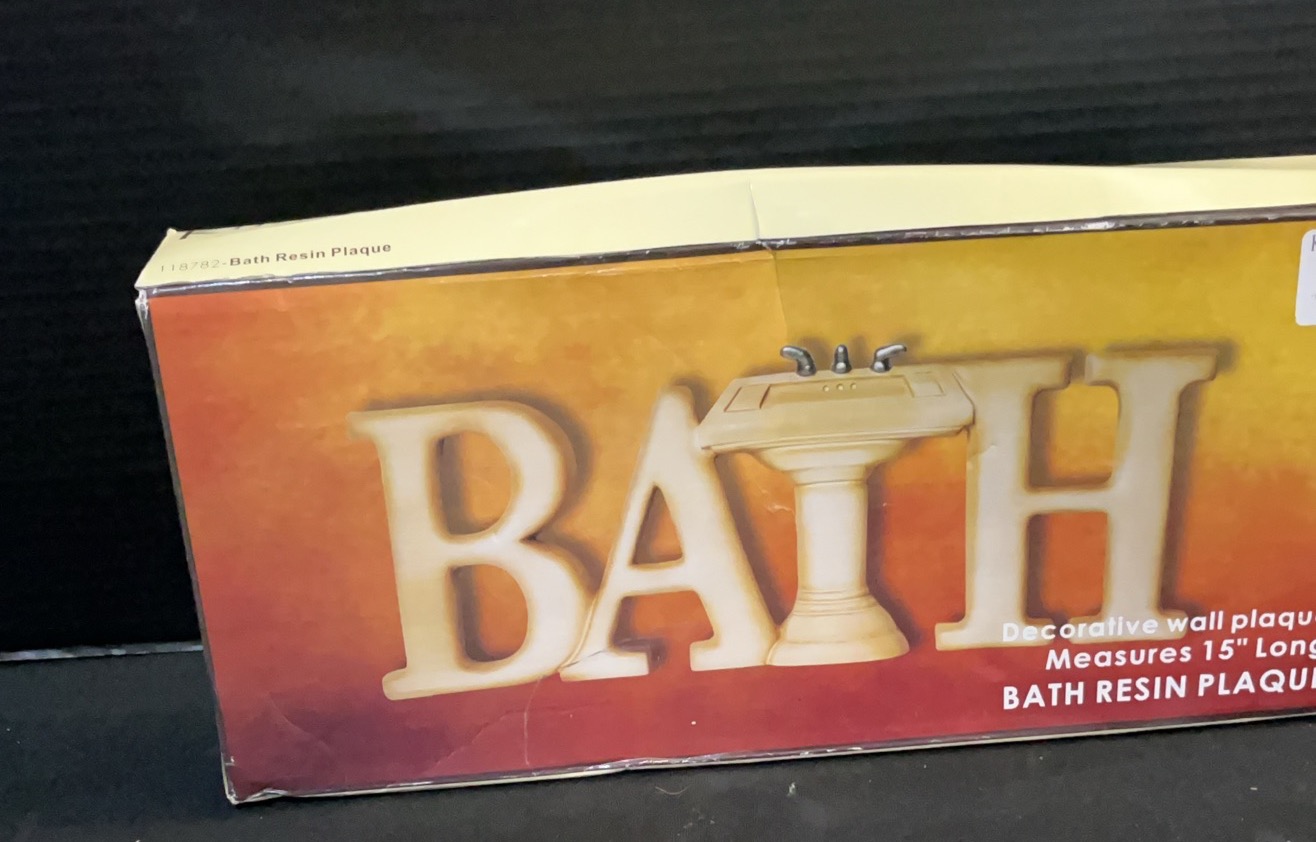 118782-Bath Resin Plaque
BATH
Decorative wall plaqu
Measures 15" Long
BATH RESIN PLAQU